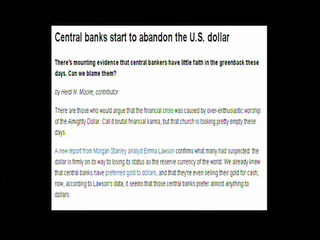 Central banks start to abandon the U.S. dollar
There's mounting evidence that central bankers have little faith in the greenback these
days. Can we blame them?
by Heidi N. Moore, contributor
There are those who would argue that the financial crisis was caused by over-enthusiastic worship
of the Almighty Dollar. Call it brutal financial karma, but that church is looking pretty empty these
days.
A new report from Morgan Stanley analyst Emma Lawson confirms what many had suspected: the
dollar is firmly on its way to losing its status as the reserve currency of the world. We already knew
that central banks have preferred gold to dollars, and that they're even selling their gold for cash;
now, according to Lawson's data, it seems that those central banks prefer almost anything to
dollars.